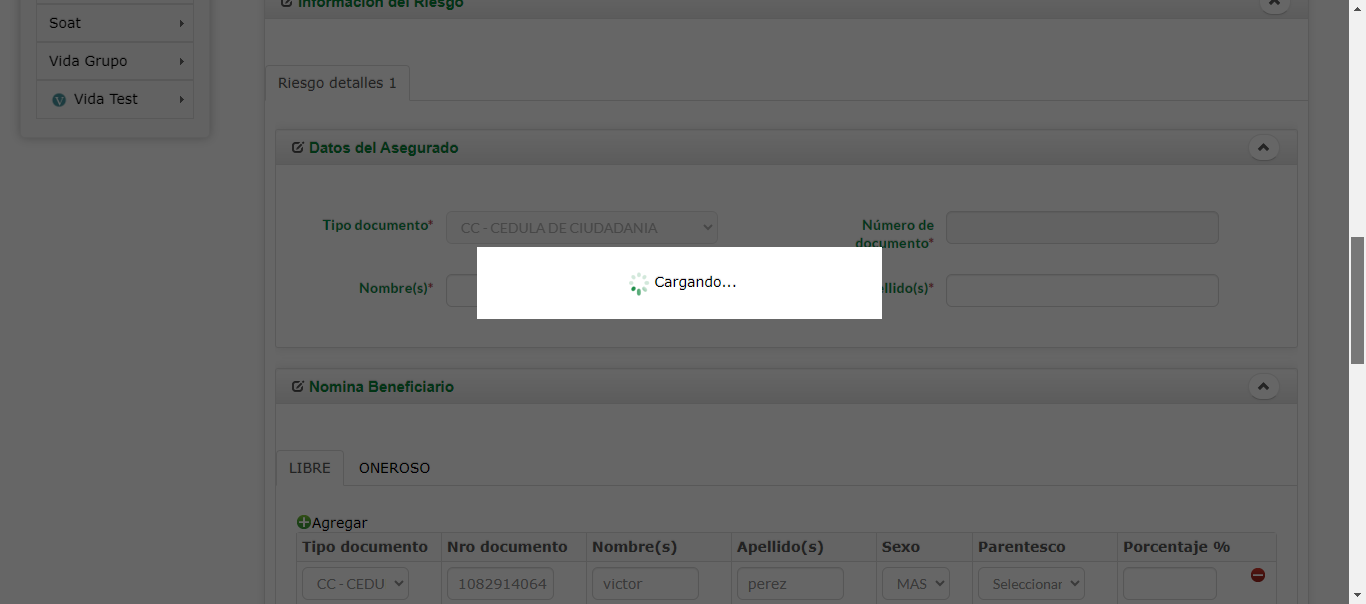 Información del Riesgo
Soat
Vida Grupo
Vida Test
Riesgo detalles 1
Datos del Asegurado
Tipo documento* CC - CEDULA DE CIUDADANIA Número de documento*
Cargando...
Nombre(s)* ellido(s)*
Nomina Beneficiario
LIBRE ONEROSO
Agregar
Tipo documento Nro documento Nombre(s) Apellido(s) Sexo Parentesco Porcentaje %
CC - CEDU 1082914064 victor perez MAS Seleccionar